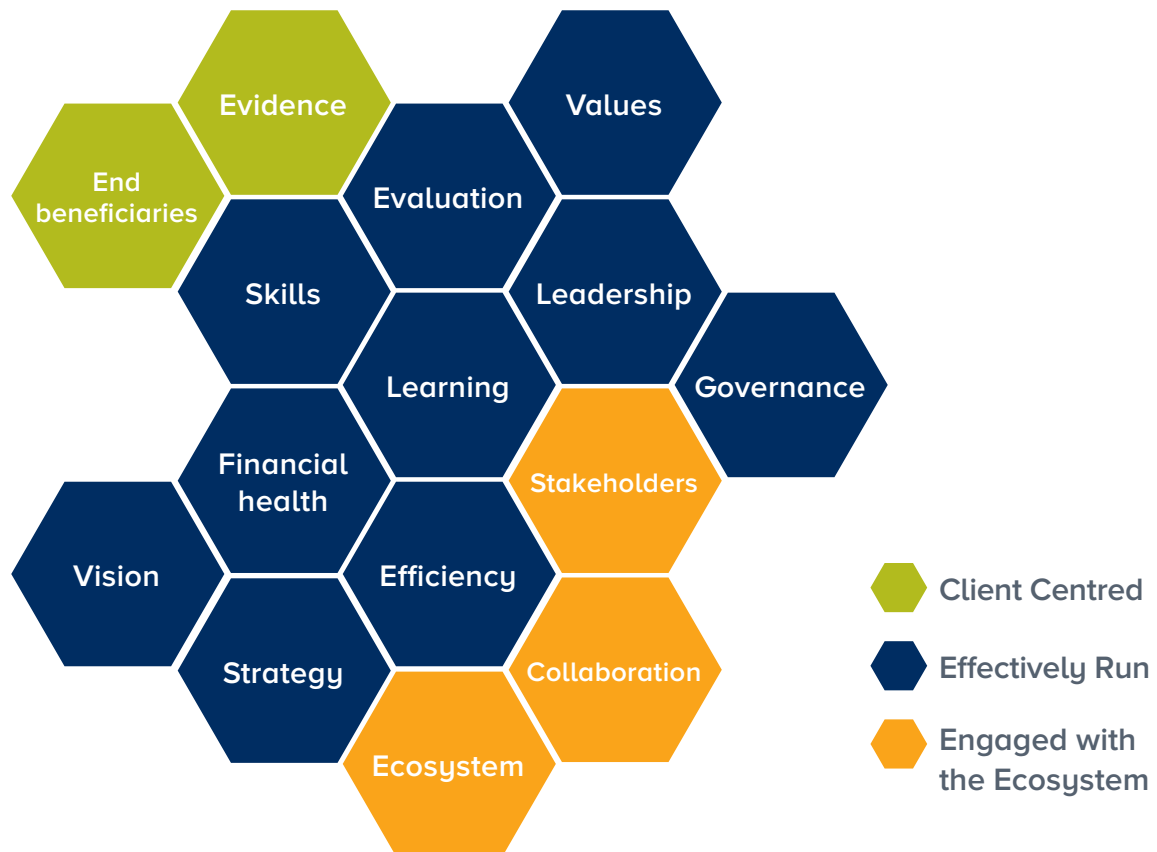 Evidence
Values
End
beneficiaries
Evaluation
Skills
Leadership
Learning
Governance
Financial
health
Stakeholders
Vision
Efficiency
Strategy
Collaboration
Ecosystem
Client Centred
Effectively Run
Engaged with
the Ecosystem